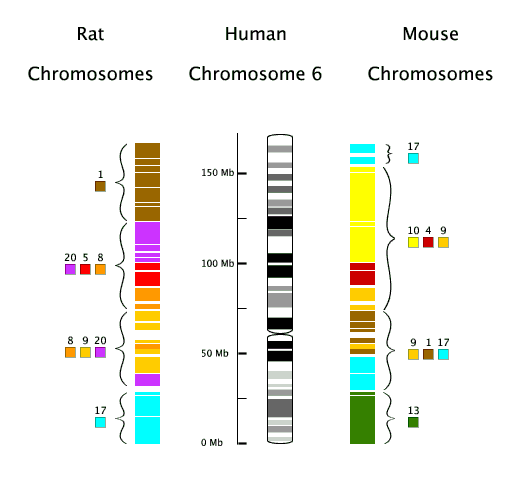 Rat Human Mouse
Chromosomes Chromosome 6 Chromosomes
17
1
150 Mb
10 4 9
20 5 8
100 Mb
8 9 20
50 Mb
9 1 17
17
13
0 Mb